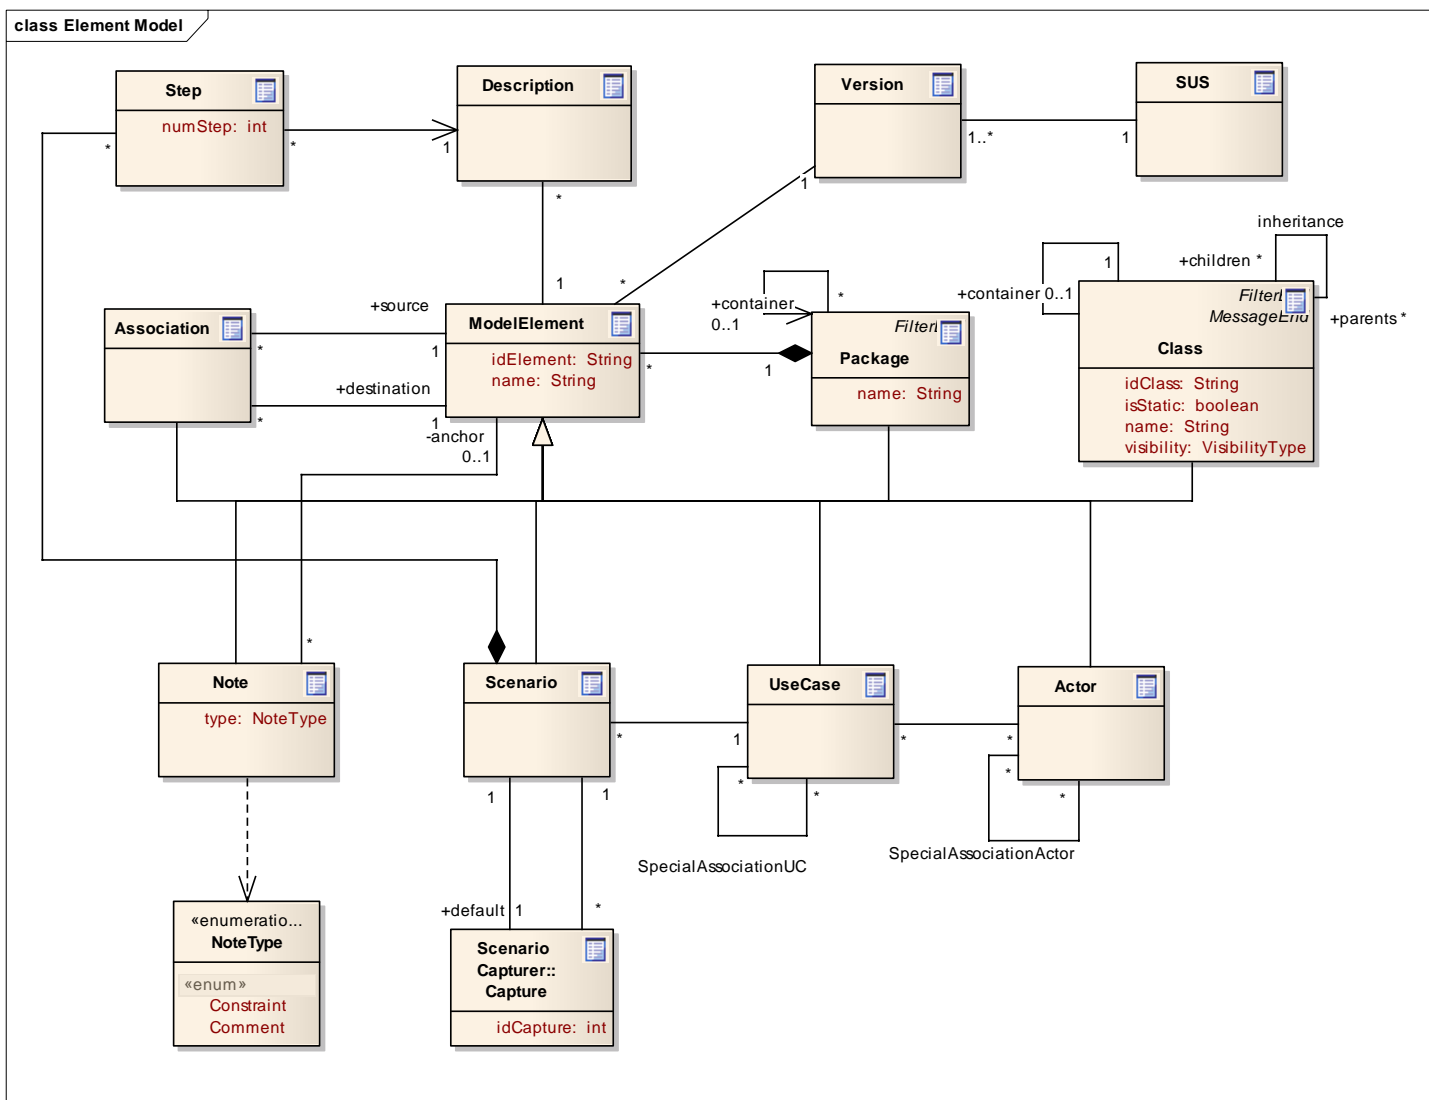 class Element Model
Step
numStep: int
Description
Version
SUS
*
*
1
1..*
1
*
1
inheritance
1
+children *
+container 0..1
Filter
MessageEnd
+parents *
Class
idClass: String
isStatic: boolean
name: String
visibility: VisibilityType
*
1
+source
Association
*
1
+destination
*
1
ModelElement
idElement: String
name: String
-anchor
0..1
+container
0..1
*
*
1
Filter
Package
name: String
*
Note
type: NoteType
Scenario
UseCase
Actor
*
1
*
*
*
*
*
*
1
1
SpecialAssociationUC
SpecialAssociationActor
+default 1
*
«enumeratio...
NoteType
«enum»
Constraint
Comment
Scenario
Capturer::
Capture
idCapture: int